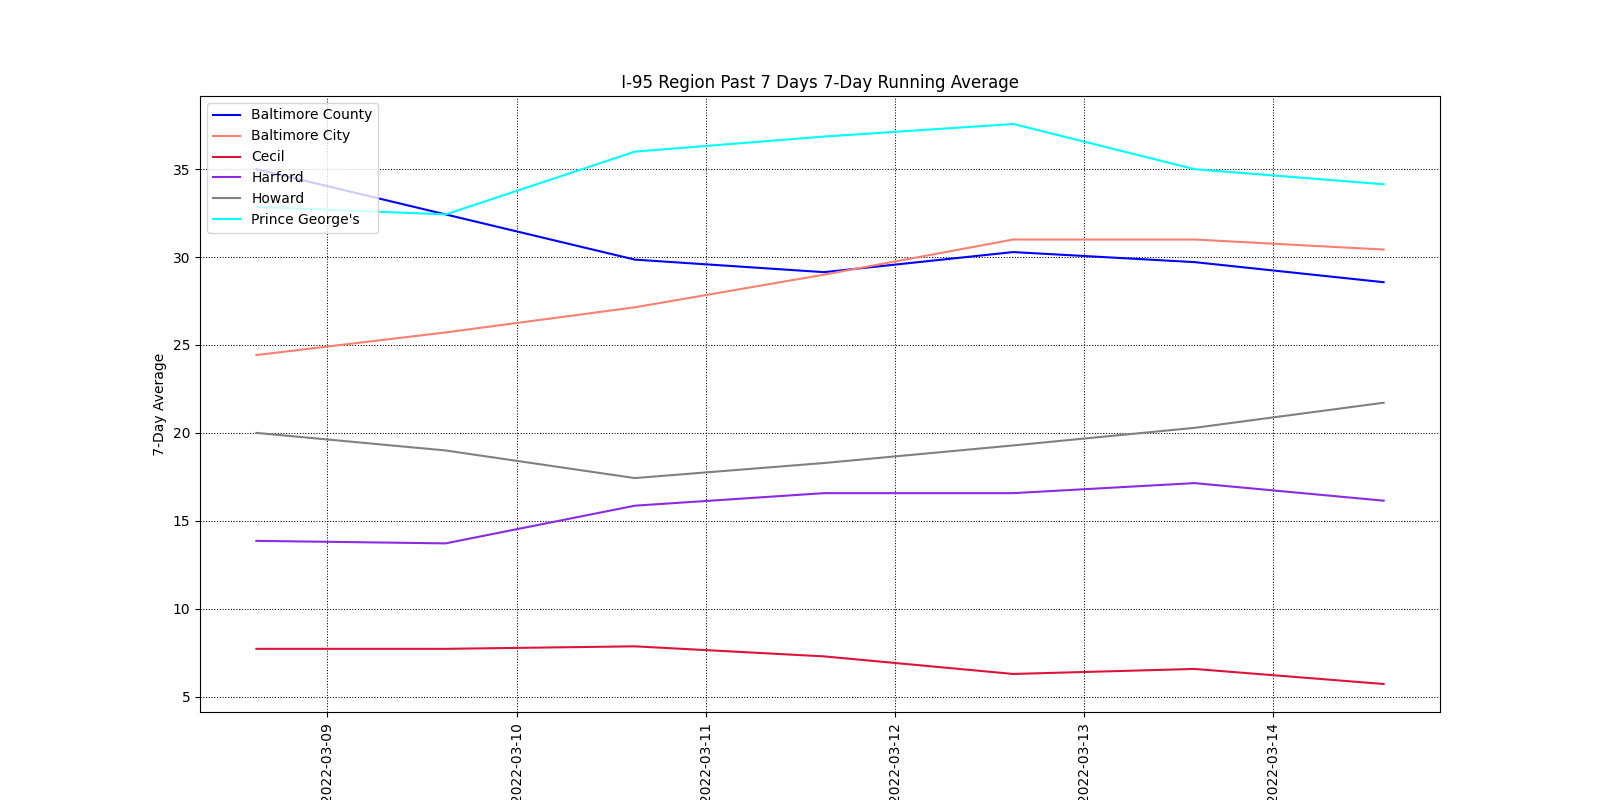 I-95 Region Past 7 Days 7-Day Running Average
Baltimore County
Baltimore City
Cecil
Harford
Howard
Prince George's
7-Day Average
35
30
25
20
15
10
5
2022-03-09
2022-03-10
2022-03-11
2022-03-12
2022-03-13
2022-03-14